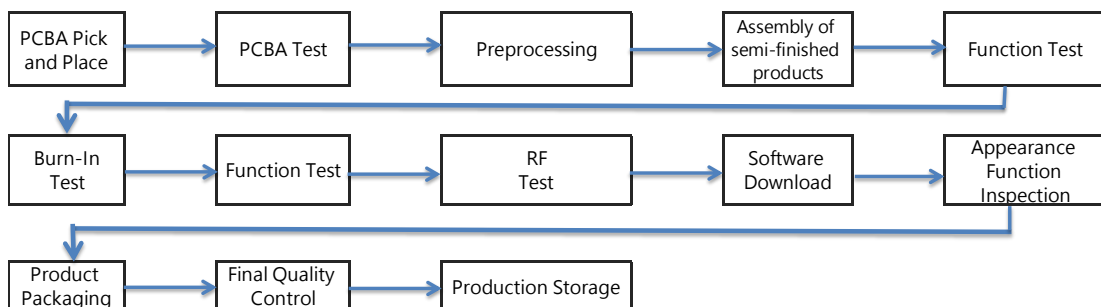 PCBA Pick
and Place
PCBA Test
Preprocessing
Assembly of
semi-finished
products
Function Test
Burn-In
Test
Function Test
RF
Test
Software
Download
Appearance
Function
Inspection
Product
Packaging
Final Quality
Control
Production Storage